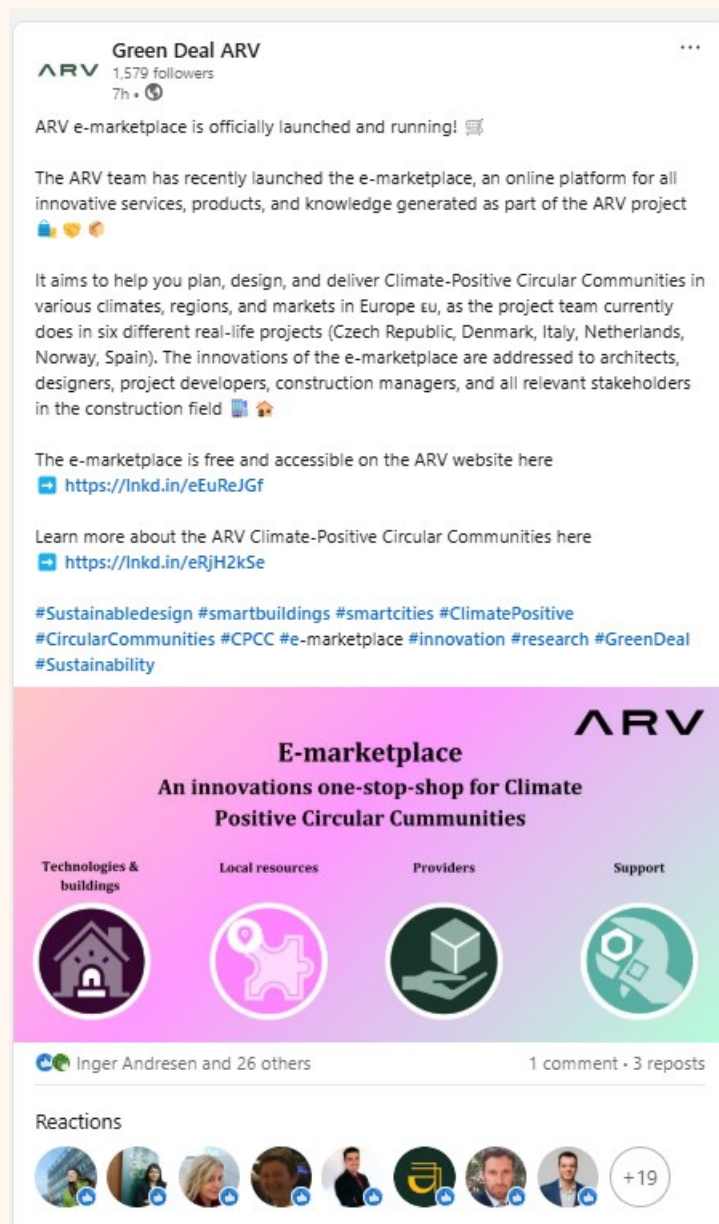 Green Deal ARV
ARV
1,579 followers
7h •
ARV e-marketplace is officially launched and running!
The ARV team has recently launched the e-marketplace, an online platform for all
innovative services, products, and knowledge generated as part of the ARV project
It aims to help you plan, design, and deliver Climate-Positive Circular Communities in
various climates, regions, and markets in Europe EU, as the project team currently
does in six different real-life projects (Czech Republic, Denmark, Italy, Netherlands,
Norway, Spain). The innovations of the e-marketplace are addressed to architects,
designers, project developers, construction managers, and all relevant stakeholders
in the construction field
The e-marketplace is free and accessible on the ARV website here
https://lnkd.in/eEuReJGf
Learn more about the ARV Climate-Positive Circular Communities here
https://lnkd.in/eRjH2kSe
#Sustainabledesign #smartbuildings #smartcities #ClimatePositive
#CircularCommunities #CPCC #e-marketplace #innovation #research #GreenDeal
#Sustainability
ARV
E-marketplace
An innovations one-stop-shop for Climate
Positive Circular Cummunities
Technologies &
buildings
Local resources
Providers
Support
Inger Andresen and 26 others
1 comment • 3 reposts
Reactions
+19